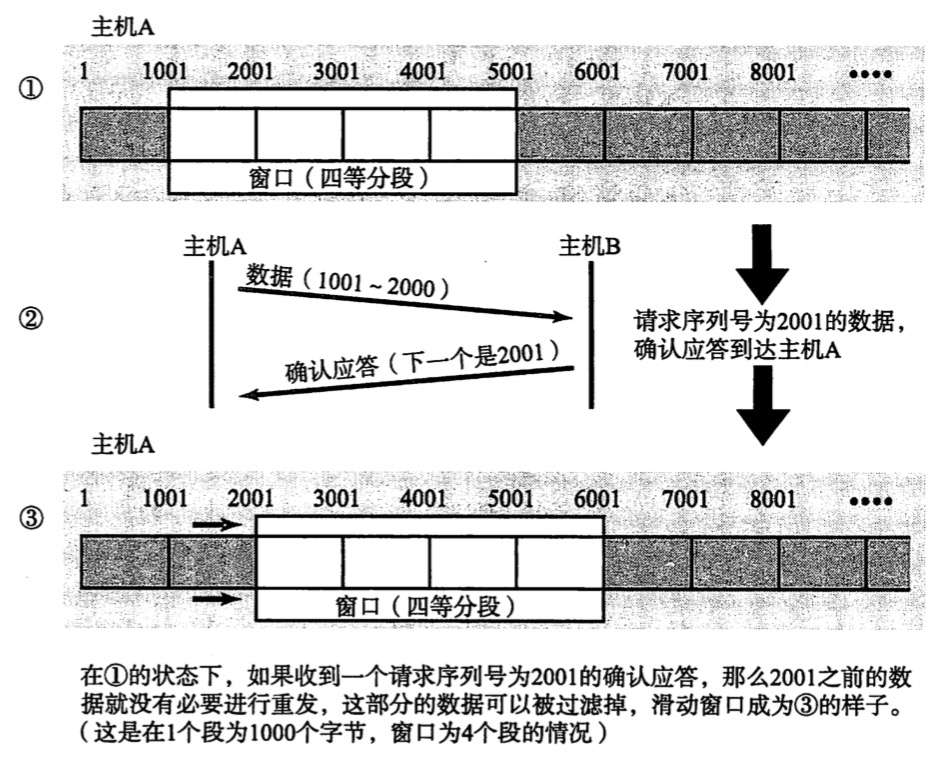 主机A
①
1 1001 2001 3001 4001 5001 6001 7001 8001 ••••
窗口（四等分段）
主机A 主机B
②
数据（1001～2000）
确认应答（下一个是2001）
请求序列号为2001的数据，
确认应答到达主机A
主机A
③
1 1001 2001 3001 4001 5001 6001 7001 8001 ••••
窗口（四等分段）
在①的状态下，如果收到一个请求序列号为2001的确认应答，那么2001之前的数
据就没有必要进行重发，这部分的数据可以被过滤掉，滑动窗口成为③的样子。
（这是在1个段为1000个字节，窗口为4个段的情况）